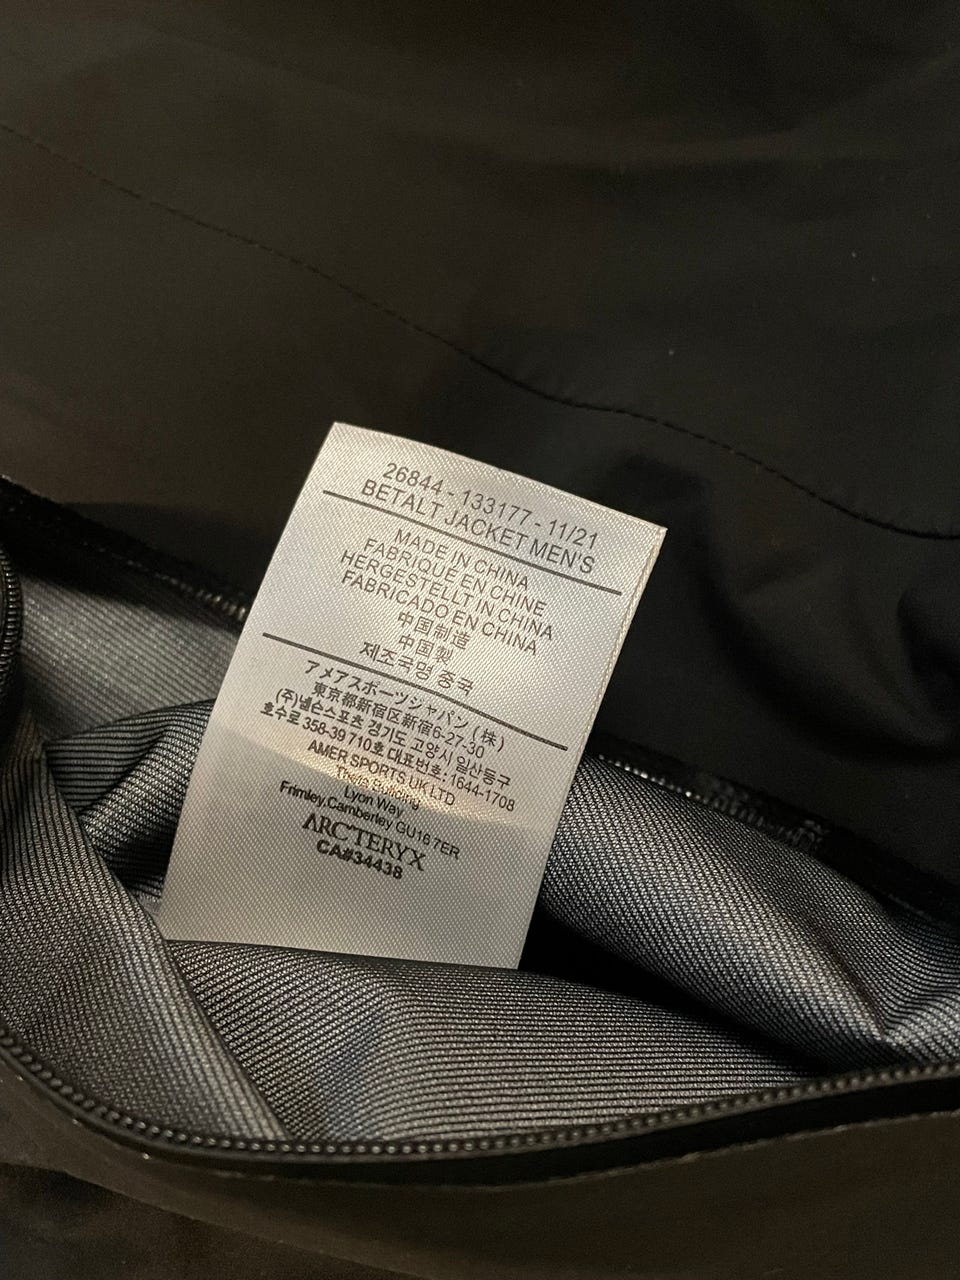 26844 - 133177 - 11/21
BETALT JACKET MEN'S
MADE IN CHINA
FABRIQUE EN CHINE
HERGESTELLT IN CHINA
FABRICADO EN CHINA
中国制造
中国製
제조국명 중국
アメアスポーツジャパン(株)
東京都新宿区新宿6-27-30
(주)넬슨스포츠 경기도 고양시 일산동구
호수로 358-39 710호 대표번호: 1644-1708
AMER SPORTS UK LTD
Theta Building
Lyon Way
Frimley,Camberley GU16 7ER
ARC'TERYX
CA#34438